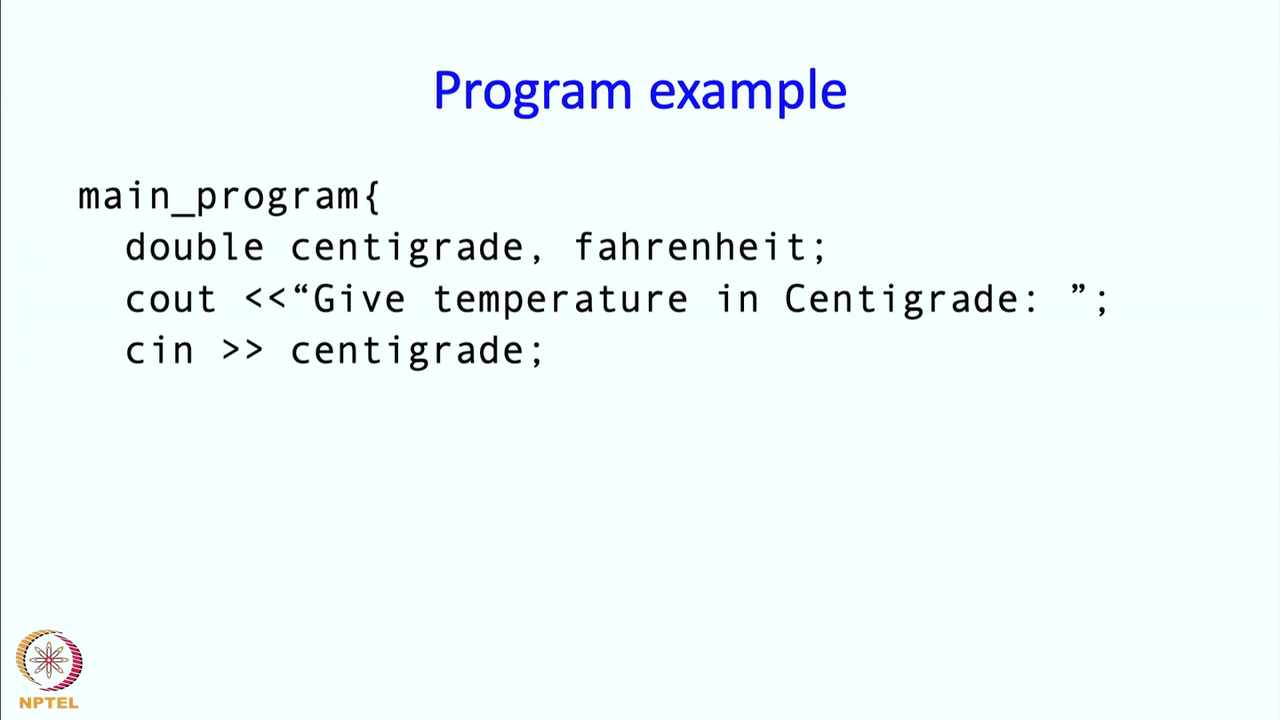 Program example
main_program{
double centigrade, fahrenheit;
cout <<“Give temperature in Centigrade: ”;
cin >> centigrade;
NPTEL